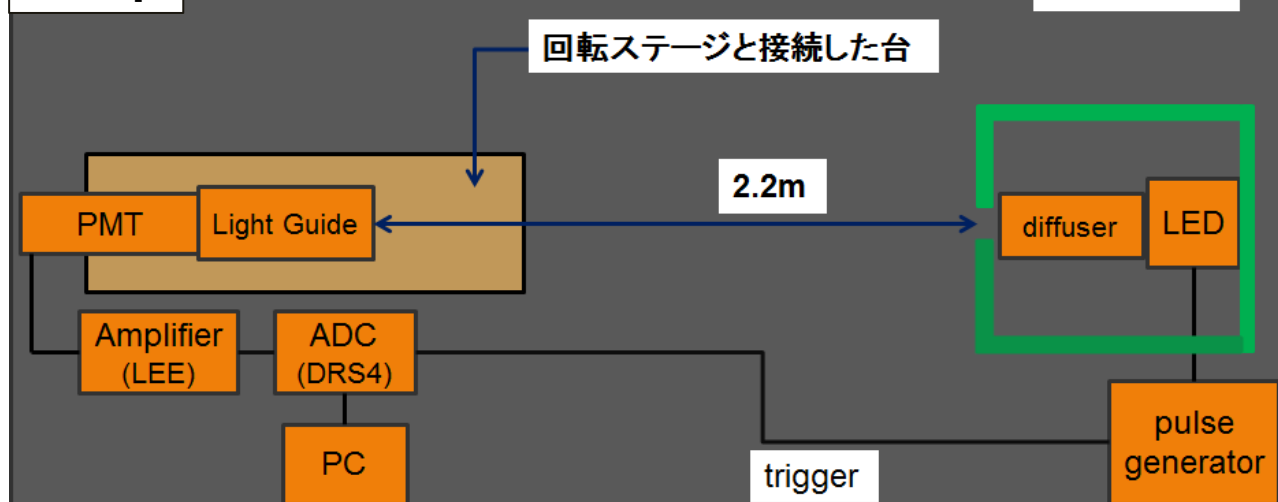 回転ステージと接続した台
2.2m
PMT
Light Guide
diffuser
LED
Amplifier
(LEE)
ADC
(DRS4)
PC
trigger
pulse
generator